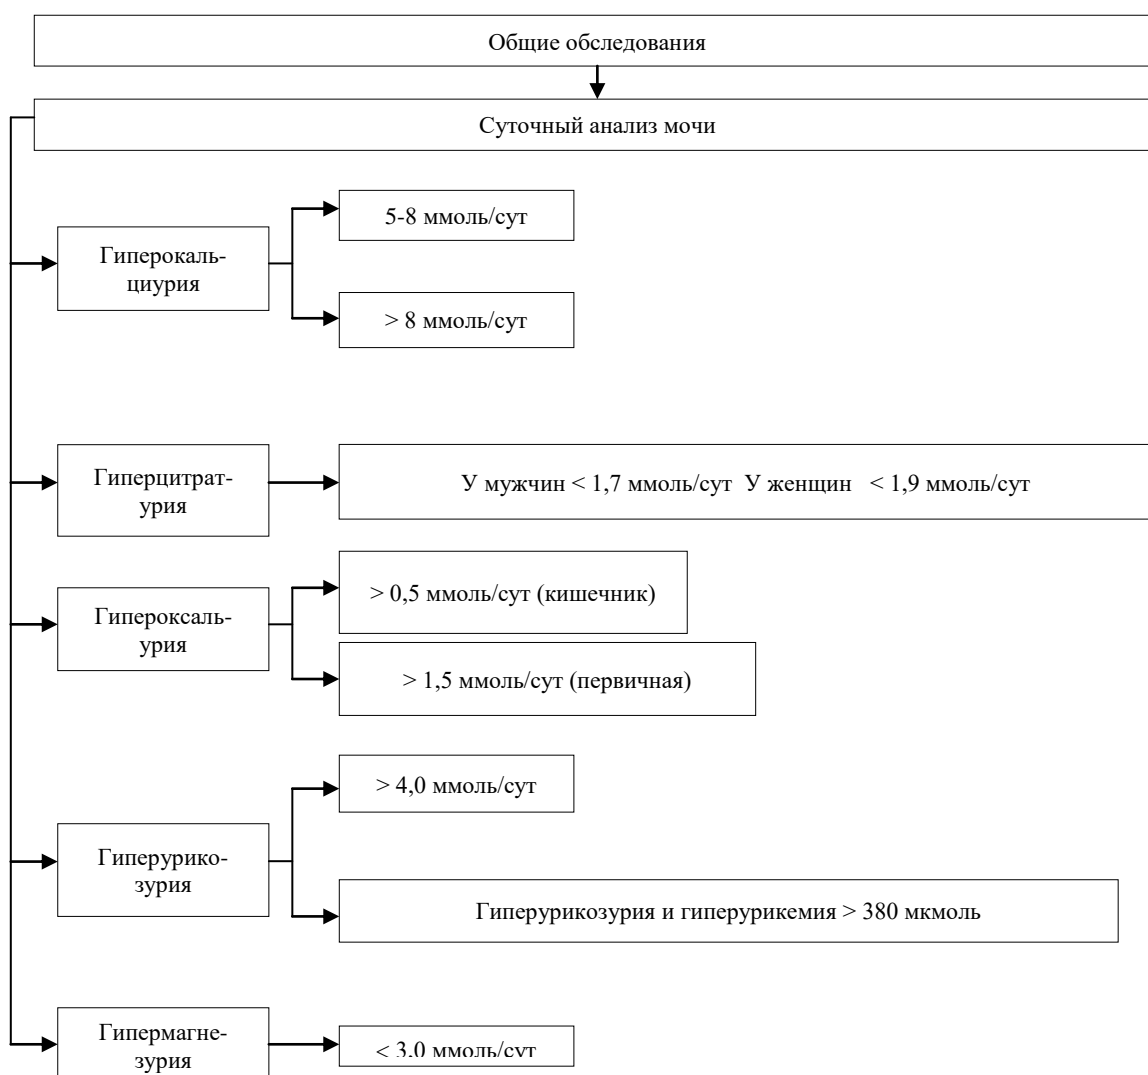 Общие обследования
Суточный анализ мочи
5-8 ммоль/сут
Гиперокаль-
циурия
> 8 ммоль/сут
Гиперцитрат-
урия
У мужчин < 1,7 ммоль/сут У женщин < 1,9 ммоль/сут
> 0,5 ммоль/сут (кишечник)
Гипероксаль-
урия
> 1,5 ммоль/сут (первичная)
> 4,0 ммоль/сут
Гиперурико-
зурия
Гиперурикозурия и гиперурикемия > 380 мкмоль
Гипермагне-
зурия
< 3,0 ммоль/сут